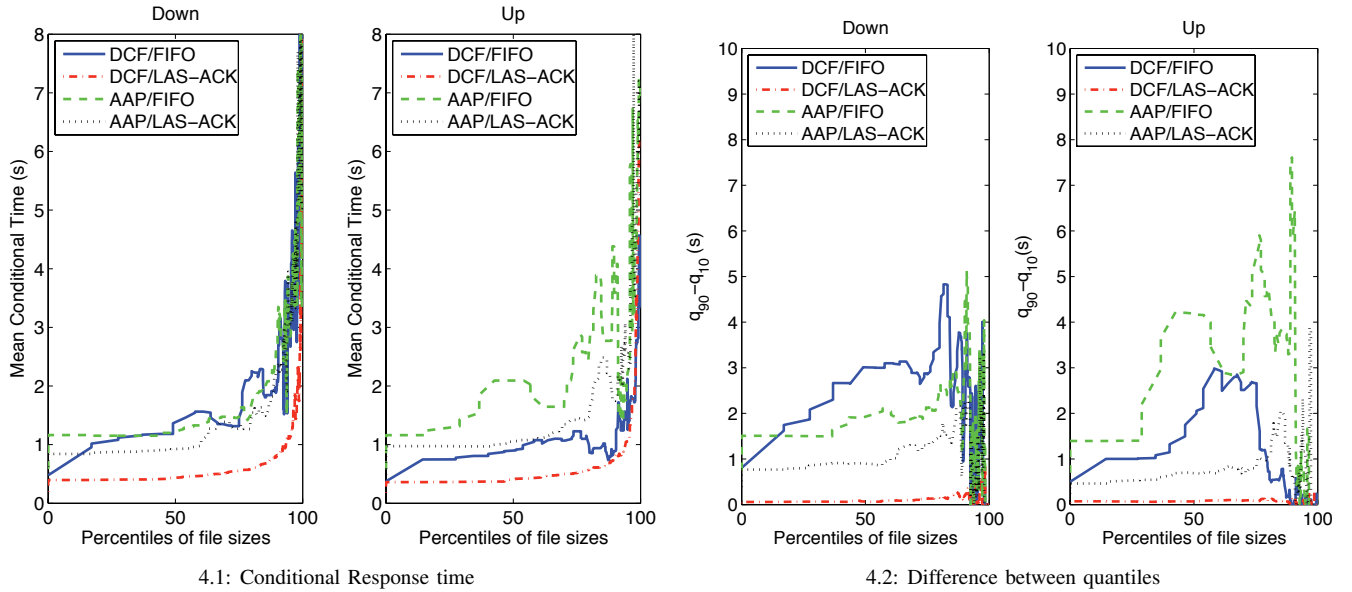 Down
8
7
6
5
4
3
2
1
0
Mean Conditional Time (s)
DCF/FIFO
DCF/LAS−ACK
AAP/FIFO
AAP/LAS−ACK
0 50 100
Percentiles of file sizes
Up
8
7
6
5
4
3
2
1
0
Mean Conditional Time (s)
DCF/FIFO
DCF/LAS−ACK
AAP/FIFO
AAP/LAS−ACK
0 50 100
Percentiles of file sizes
4.1: Conditional Response time
Down
10
9
8
7
6
5
4
3
2
1
0
q90−q10 (s)
DCF/FIFO
DCF/LAS−ACK
AAP/FIFO
AAP/LAS−ACK
0 50 100
Percentiles of file sizes
Up
10
9
8
7
6
5
4
3
2
1
0
q90−q10(s)
DCF/FIFO
DCF/LAS−ACK
AAP/FIFO
AAP/LAS−ACK
0 50 100
Percentiles of file sizes
4.2: Difference between quantiles